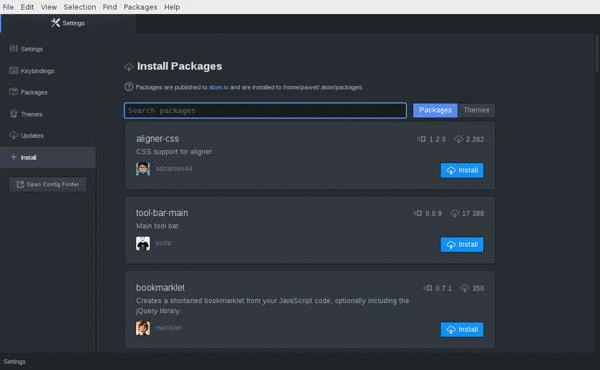 File Edit View Selection Find Packages Help
Settings
Settings
Keybindings
Packages
Themes
Updates
Install
Open Config Folder
Install Packages
Packages are published to atom.io and are installed to /home/pawel/.atom/packages
Search packages
Packages Themes
aligner-css 1.2.0 2 262
CSS support for aligner
adrianlee44
Install
tool-bar-main 0.0.9 17 388
Main tool bar
suda
Install
bookmarklet 0.7.1 350
Creates a shortened bookmarklet from your JavaScript code, optionally including the
jQuery library.
nwinkler
Install
Settings